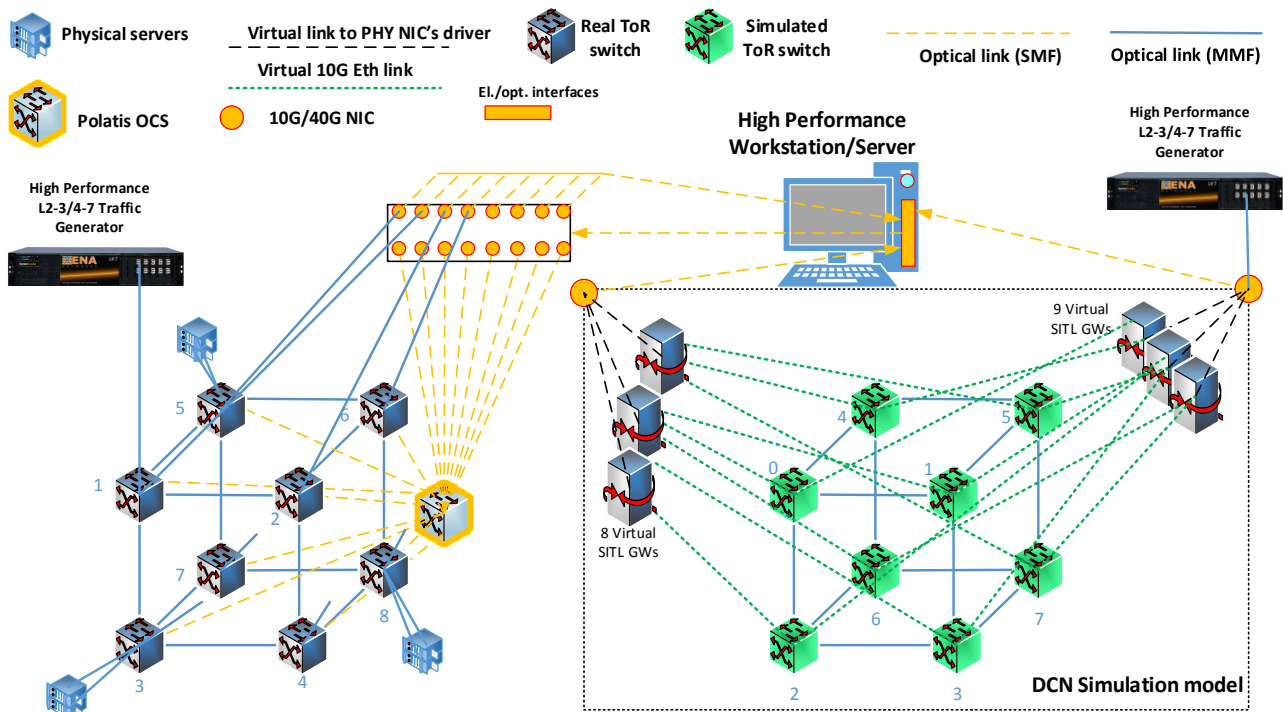 Physical servers
Virtual link to PHY NIC's driver
Virtual 10G Eth link
Real ToR
switch
Simulated
ToR switch
Optical link (SMF)
Optical link (MMF)
Polatis OCS
10G/40G NIC
El./opt. interfaces
High Performance
L2-3/4-7 Traffic
Generator
High Performance
Workstation/Server
High Performance
L2-3/4-7 Traffic
Generator
XENA
XENA
5
6
1
2
7
8
3
4
9 Virtual
SITL GWs
4
5
0
1
8 Virtual
SITL GWs
6
7
2
3
DCN Simulation model